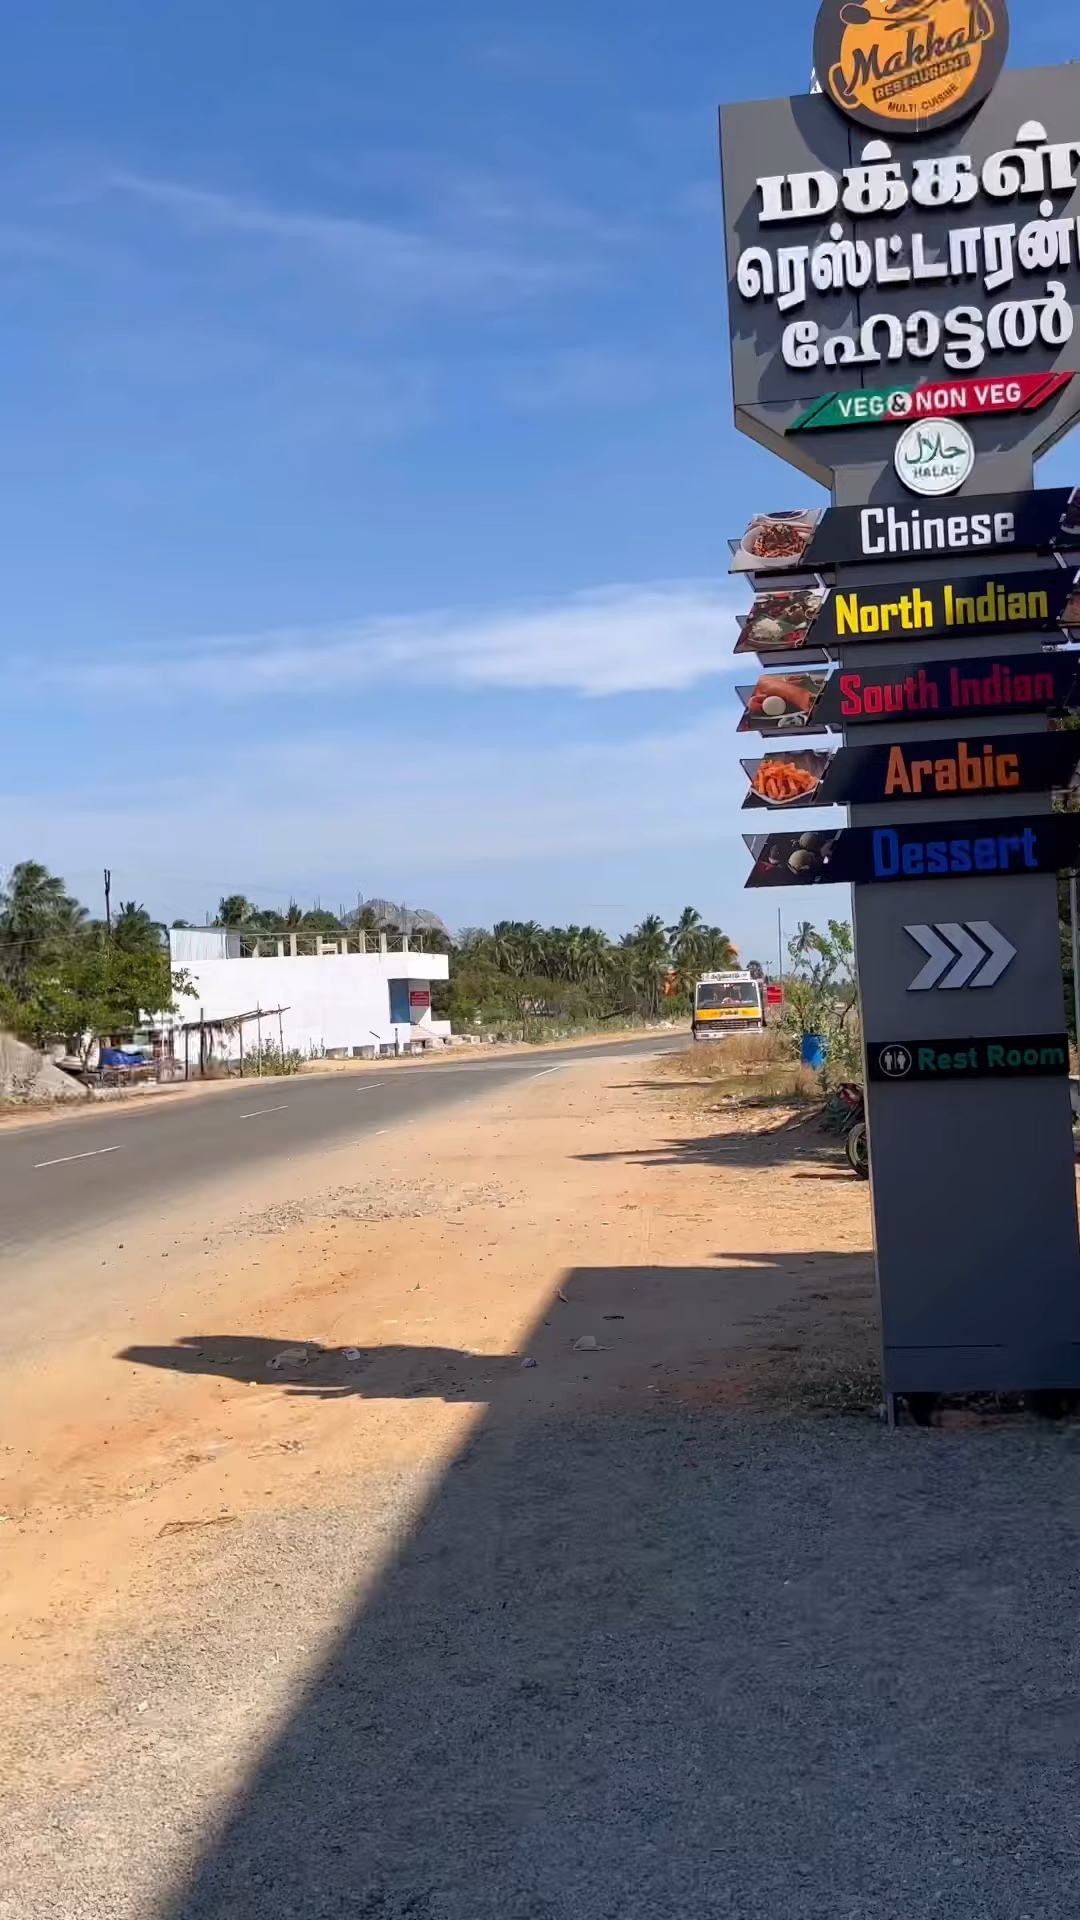 Makkal
RESTAURANT
MULTI CUISINE
மக்கள்
ரெஸ்ட்டாரன்ட்
ஹோட்டல்
VEG & NON VEG
حلال
HALAL
Chinese
North Indian
South Indian
Arabic
Dessert
Rest Room